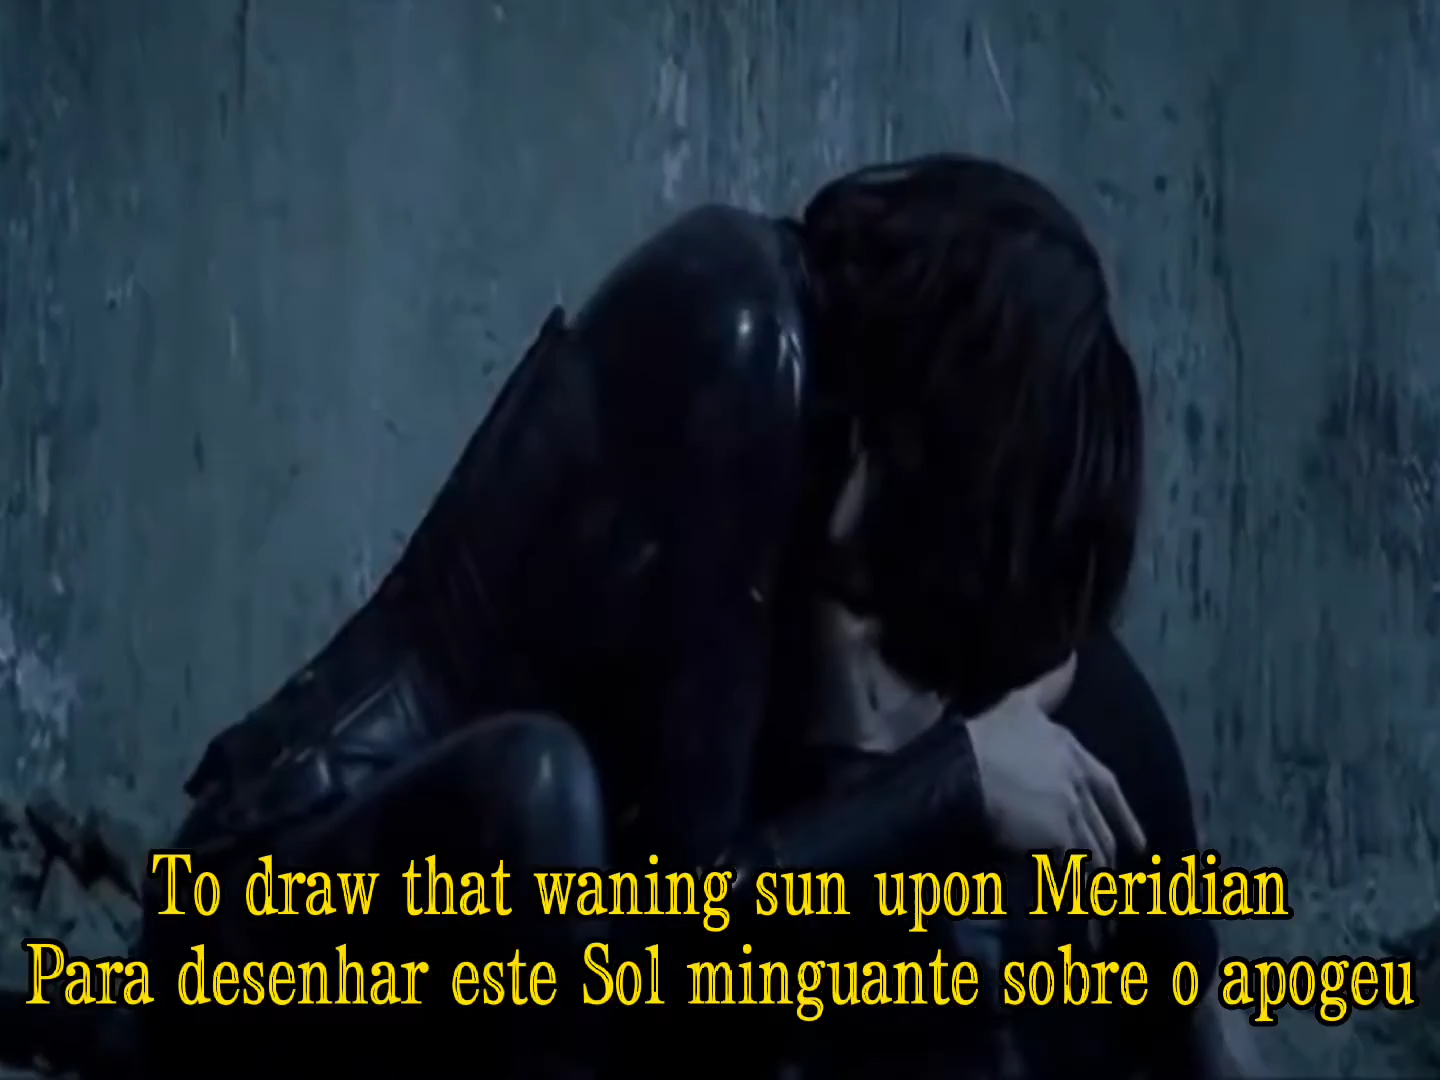 To draw that waning sun upon Meridian
Para desenhar este Sol minguante sobre o apogeu